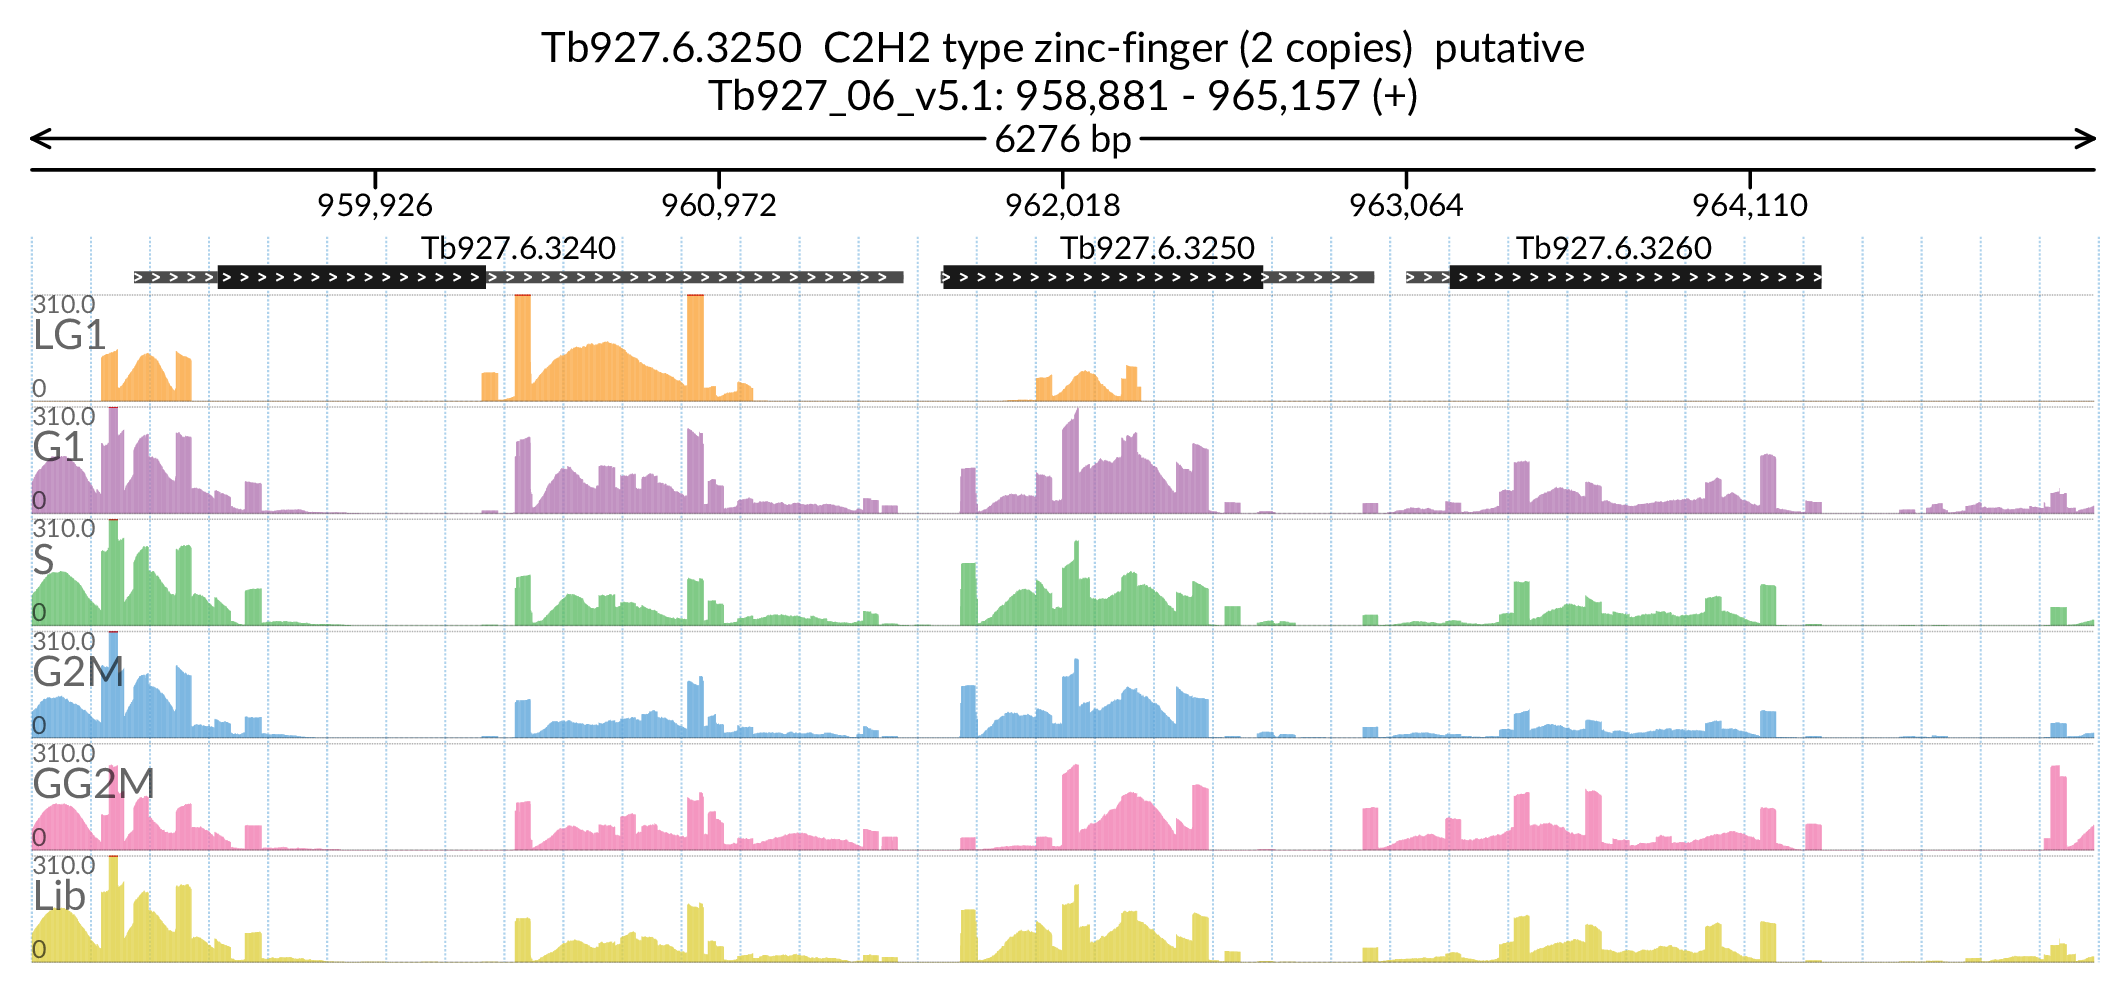 Tb927.6.3250  C2H2 type zinc-finger (2 copies)  putative
Tb927_06_v5.1: 958,881 - 965,157 (+)
6276 bp
959,926 960,972 962,018 963,064 964,110
Tb927.6.3240 Tb927.6.3250 Tb927.6.3260
310.0
LG1
0
310.0
G1
0
310.0
S
0
310.0
G2M
0
310.0
GG2M
0
310.0
Lib
0